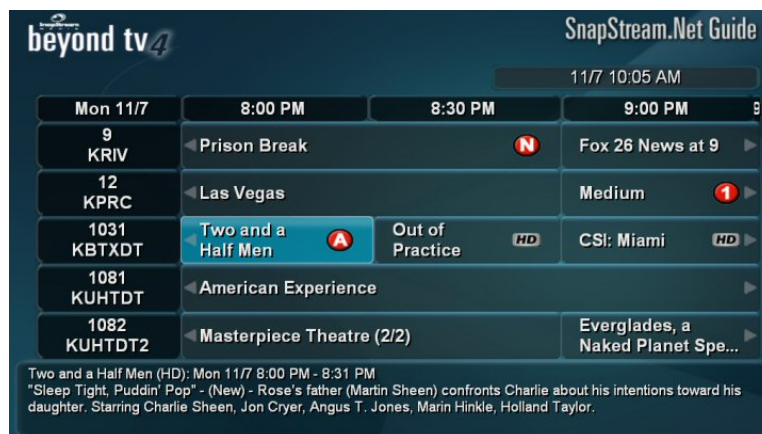 beyond tv4
SnapStream.Net Guide
11/7 10:05 AM
Mon 11/7 8:00 PM 8:30 PM 9:00 PM 9
9
KRIV
Prison Break N Fox 26 News at 9
12
KPRC
Las Vegas Medium 1
1031
KBTXDT
Two and a
Half Men A
Out of
Practice HD
CSI: Miami HD
1081
KUHTDT
American Experience
1082
KUHTDT2
Masterpiece Theatre (2/2)
Everglades, a
Naked Planet Spe...
Two and a Half Men (HD): Mon 11/7 8:00 PM - 8:31 PM
"Sleep Tight, Puddin' Pop" - (New) - Rose's father (Martin Sheen) confronts Charlie about his intentions toward his
daughter. Starring Charlie Sheen, Jon Cryer, Angus T. Jones, Marin Hinkle, Holland Taylor.